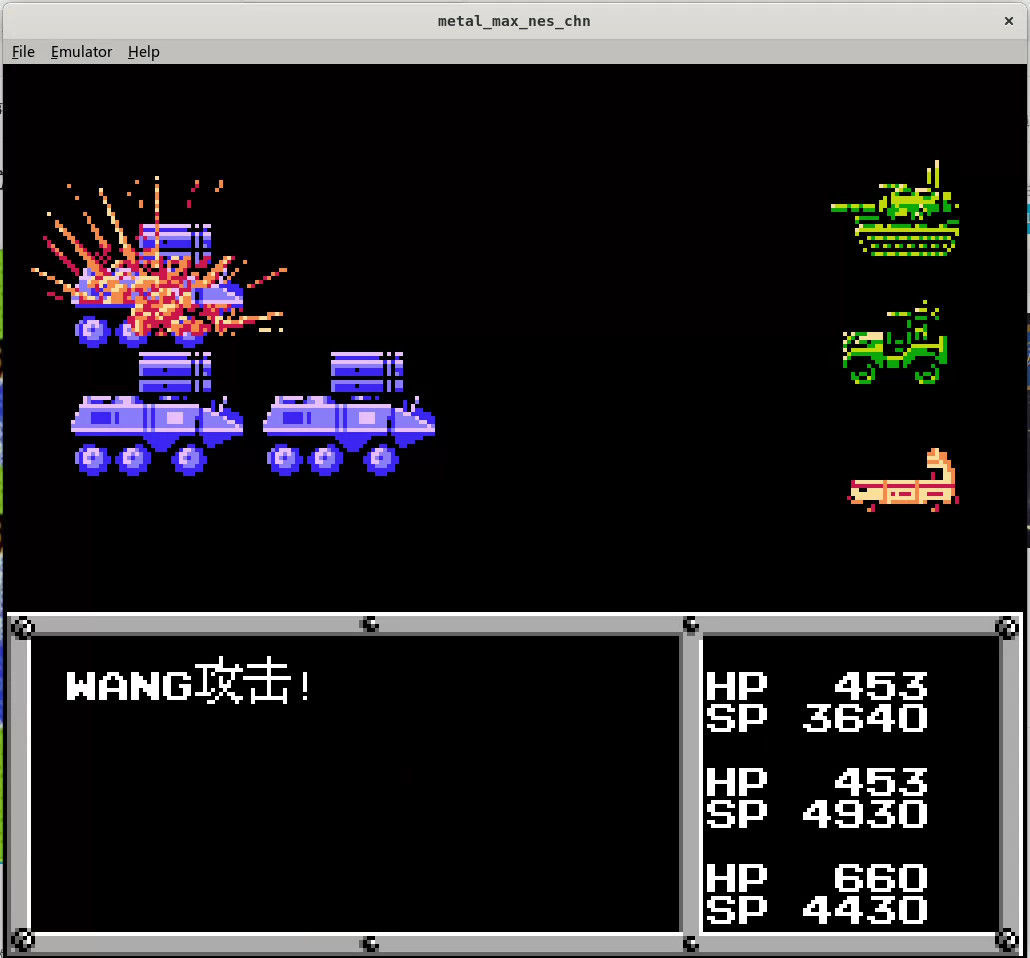 metal_max_nes_chn
×
File Emulator Help
WANG攻击!
HP 453
SP 3640
HP 453
SP 4930
HP 660
SP 4430